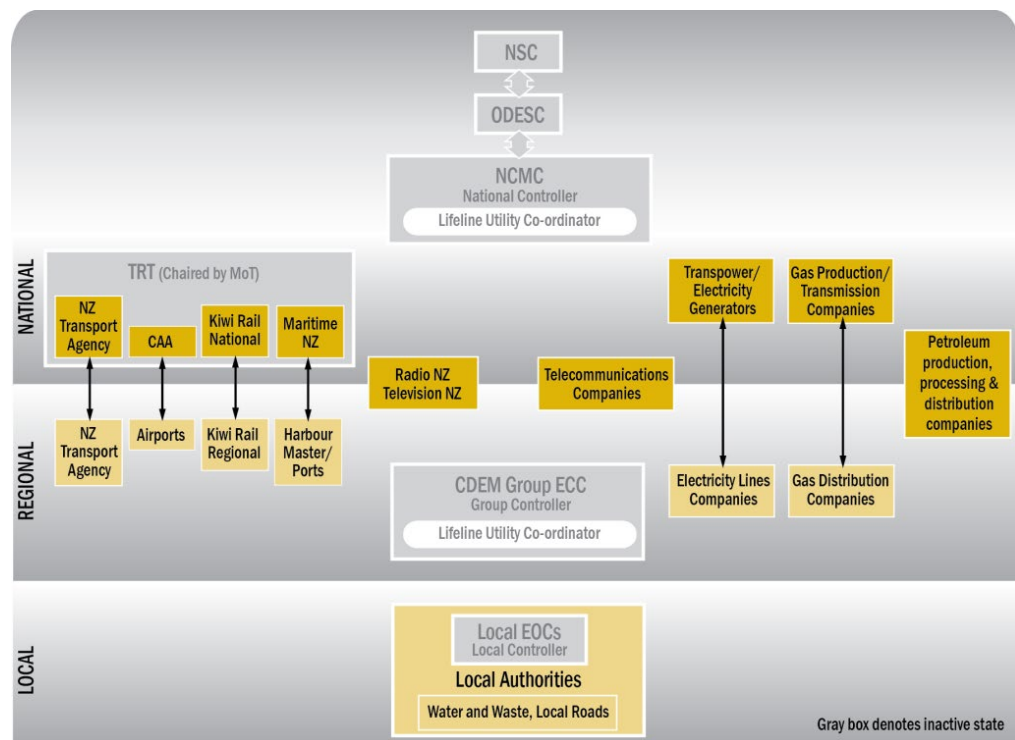 NSC
ODESC
NCMC
National Controller
Lifeline Utility Co-ordinator
NATIONAL
TRT (Chaired by MoT)
NZ
Transport
Agency
CAA
Kiwi Rail
National
Maritime
NZ
Radio NZ
Television NZ
Telecommunications
Companies
Transpower/
Electricity
Generators
Gas Production/
Transmission
Companies
Petroleum
production,
processing &
distribution
companies
REGIONAL
NZ
Transport
Agency
Airports
Kiwi Rail
Regional
Harbour
Master/
Ports
CDEM Group ECC
Group Controller
Lifeline Utility Co-ordinator
Electricity Lines
Companies
Gas Distribution
Companies
LOCAL
Local EOCs
Local Controller
Local Authorities
Water and Waste, Local Roads
Gray box denotes inactive state